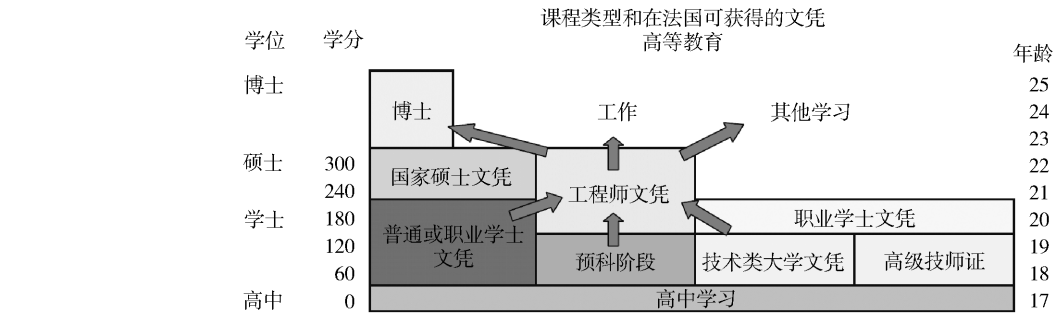 课程类型和在法国可获得的文凭
高等教育
学位 学分 年龄
博士 25
博士 工作 其他学习 24
23
硕士 300 22
国家硕士文凭 240 工程师文凭 21
学士 180 职业学士文凭 20
普通或职业学士
文凭
120 19
预科阶段 技术类大学文凭 高级技师证
60 18
高中 0 高中学习 17